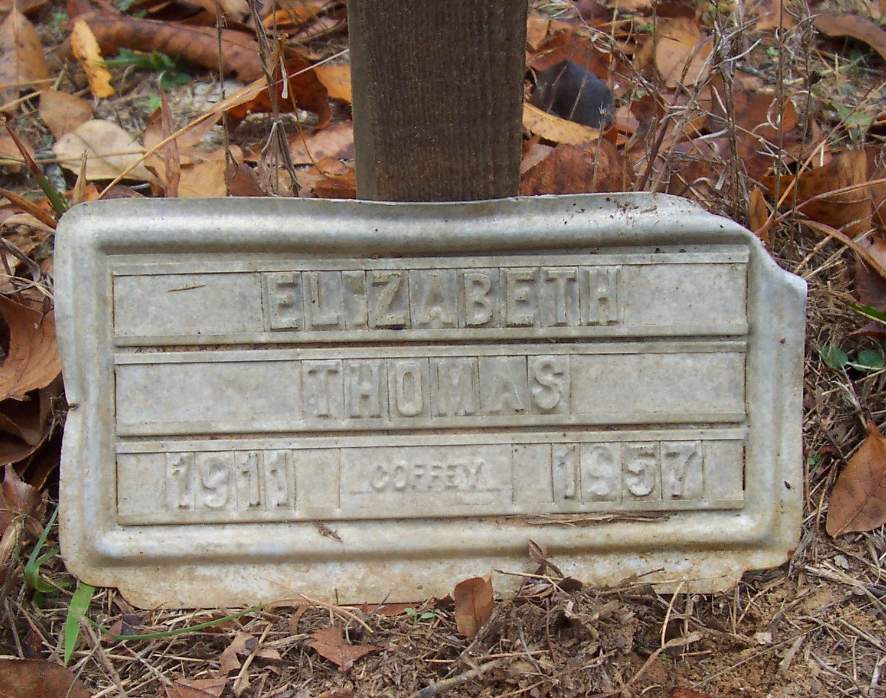 ELIZABETH
THOMAS
1911 COFFEY 1957